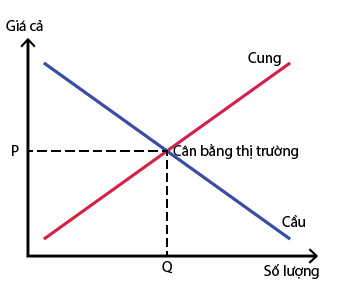 Giá cả
Cung
P
Cân bằng thị trường
Cầu
Q
Số lượng